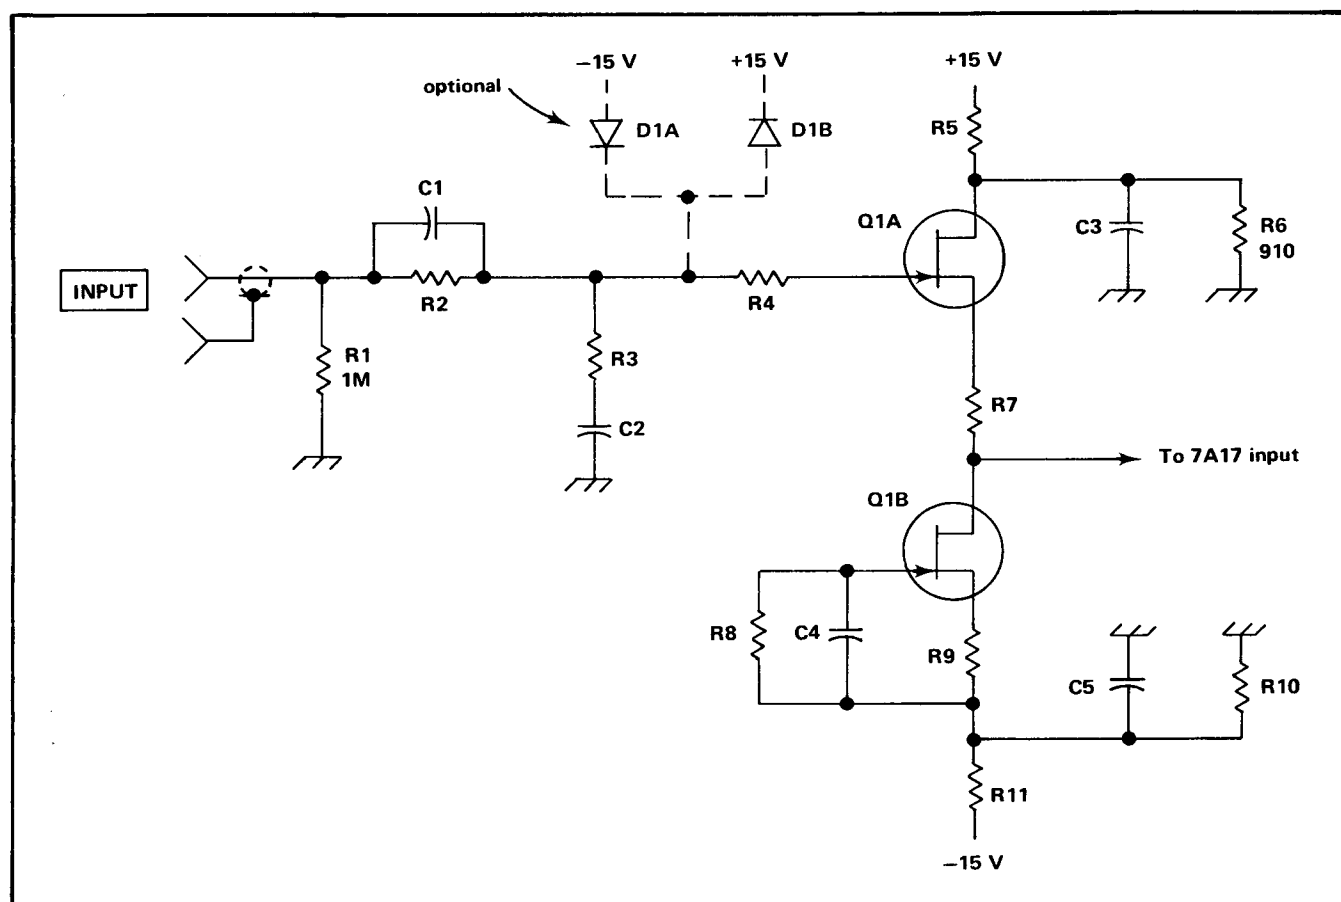 −15 V
+15 V
+15 V
optional
D1A
D1B
R5
C1
Q1A
C3
R6
910
INPUT
R2
R4
R1
1M
R3
C2
R7
To 7A17 input
Q1B
R8
C4
R9
C5
R10
R11
−15 V